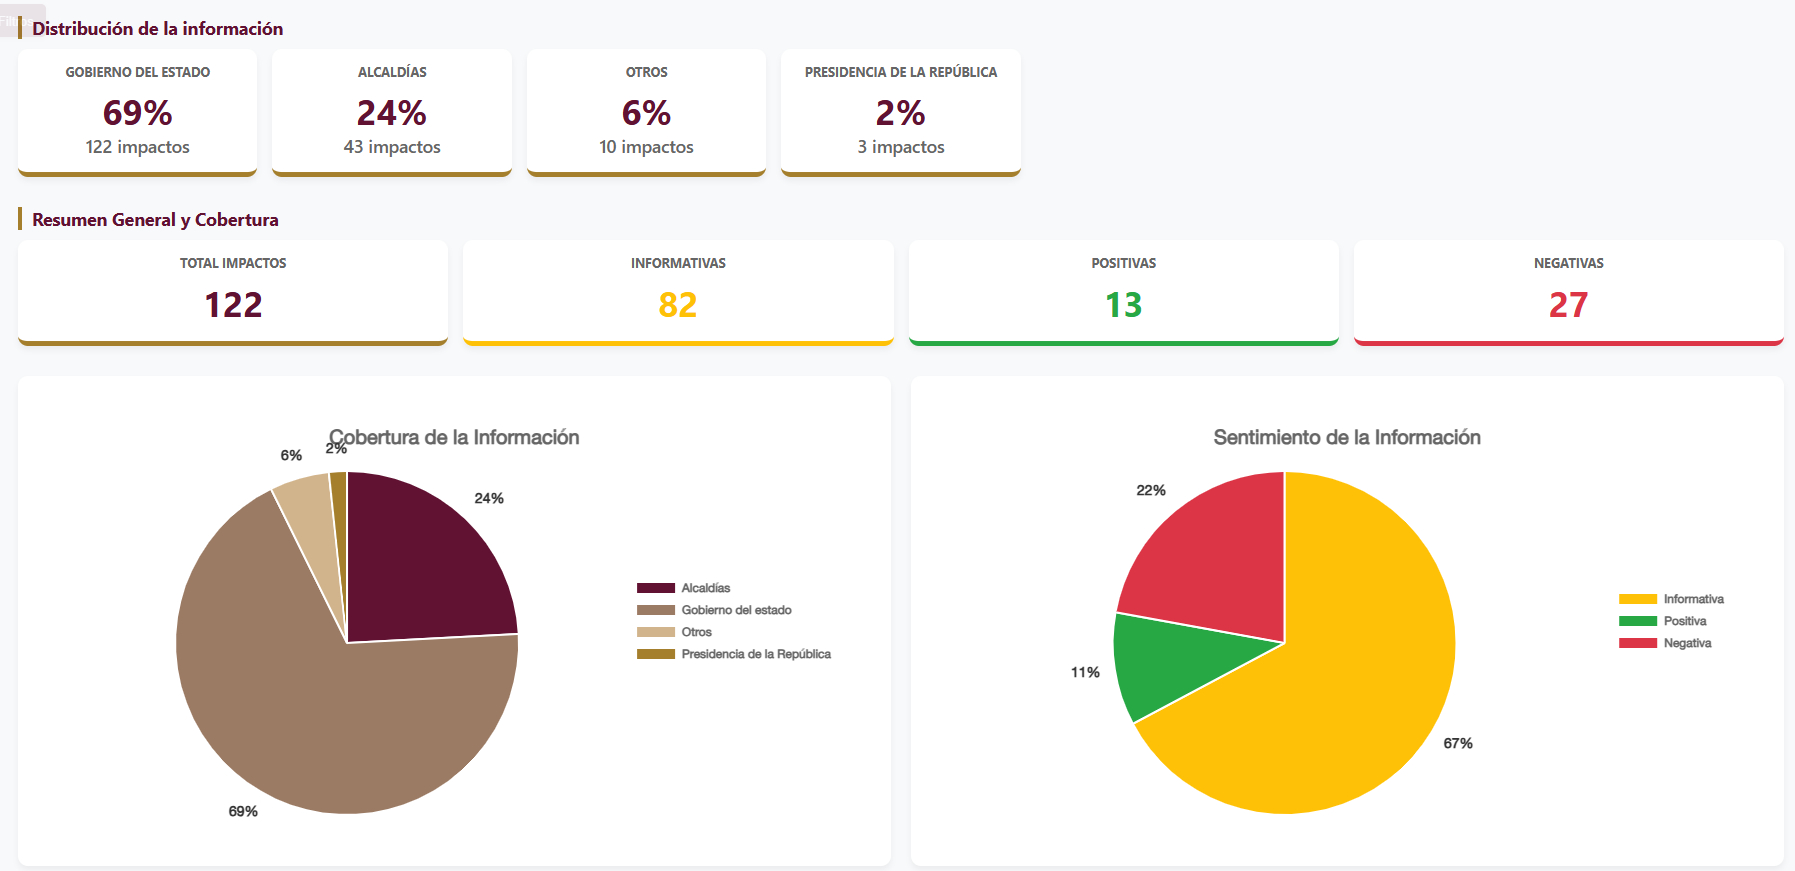 Distribución de la información
GOBIERNO DEL ESTADO
69%
122 impactos
ALCALDÍAS
24%
43 impactos
OTROS
6%
10 impactos
PRESIDENCIA DE LA REPÚBLICA
2%
3 impactos
Resumen General y Cobertura
TOTAL IMPACTOS
122
INFORMATIVAS
82
POSITIVAS
13
NEGATIVAS
27
Cobertura de la Información
2%
6%
24%
69%
Alcaldías
Gobierno del estado
Otros
Presidencia de la República
Sentimiento de la Información
22%
11%
67%
Informativa
Positiva
Negativa